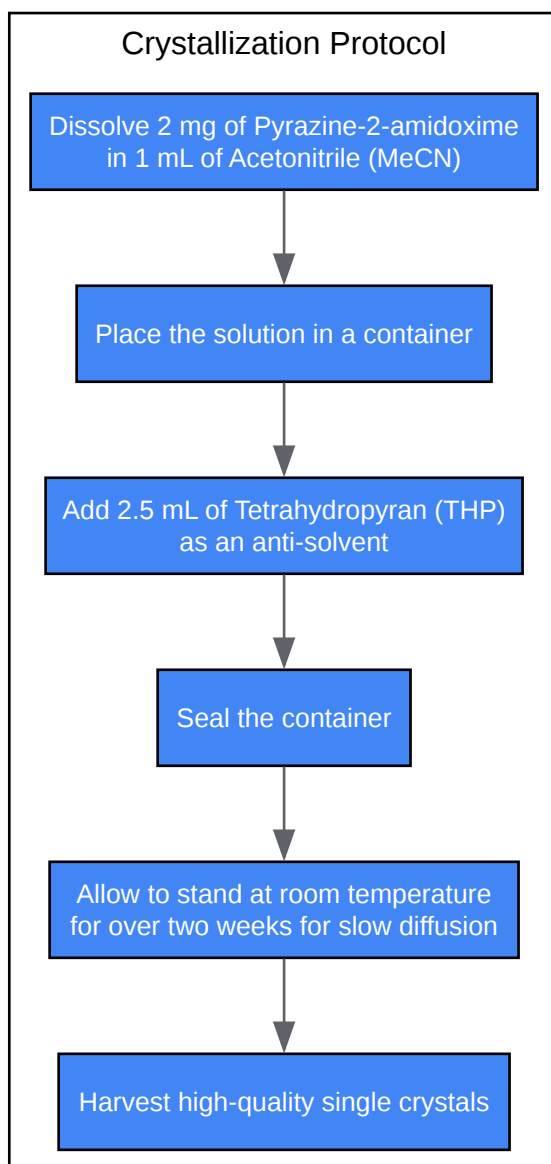 Crystallization Protocol
Dissolve 2 mg of Pyrazine-2-amidoxime
in 1 mL of Acetonitrile (MeCN)
Place the solution in a container
Add 2.5 mL of Tetrahydropyran (THP)
as an anti-solvent
Seal the container
Allow to stand at room temperature
for over two weeks for slow diffusion
Harvest high-quality single crystals